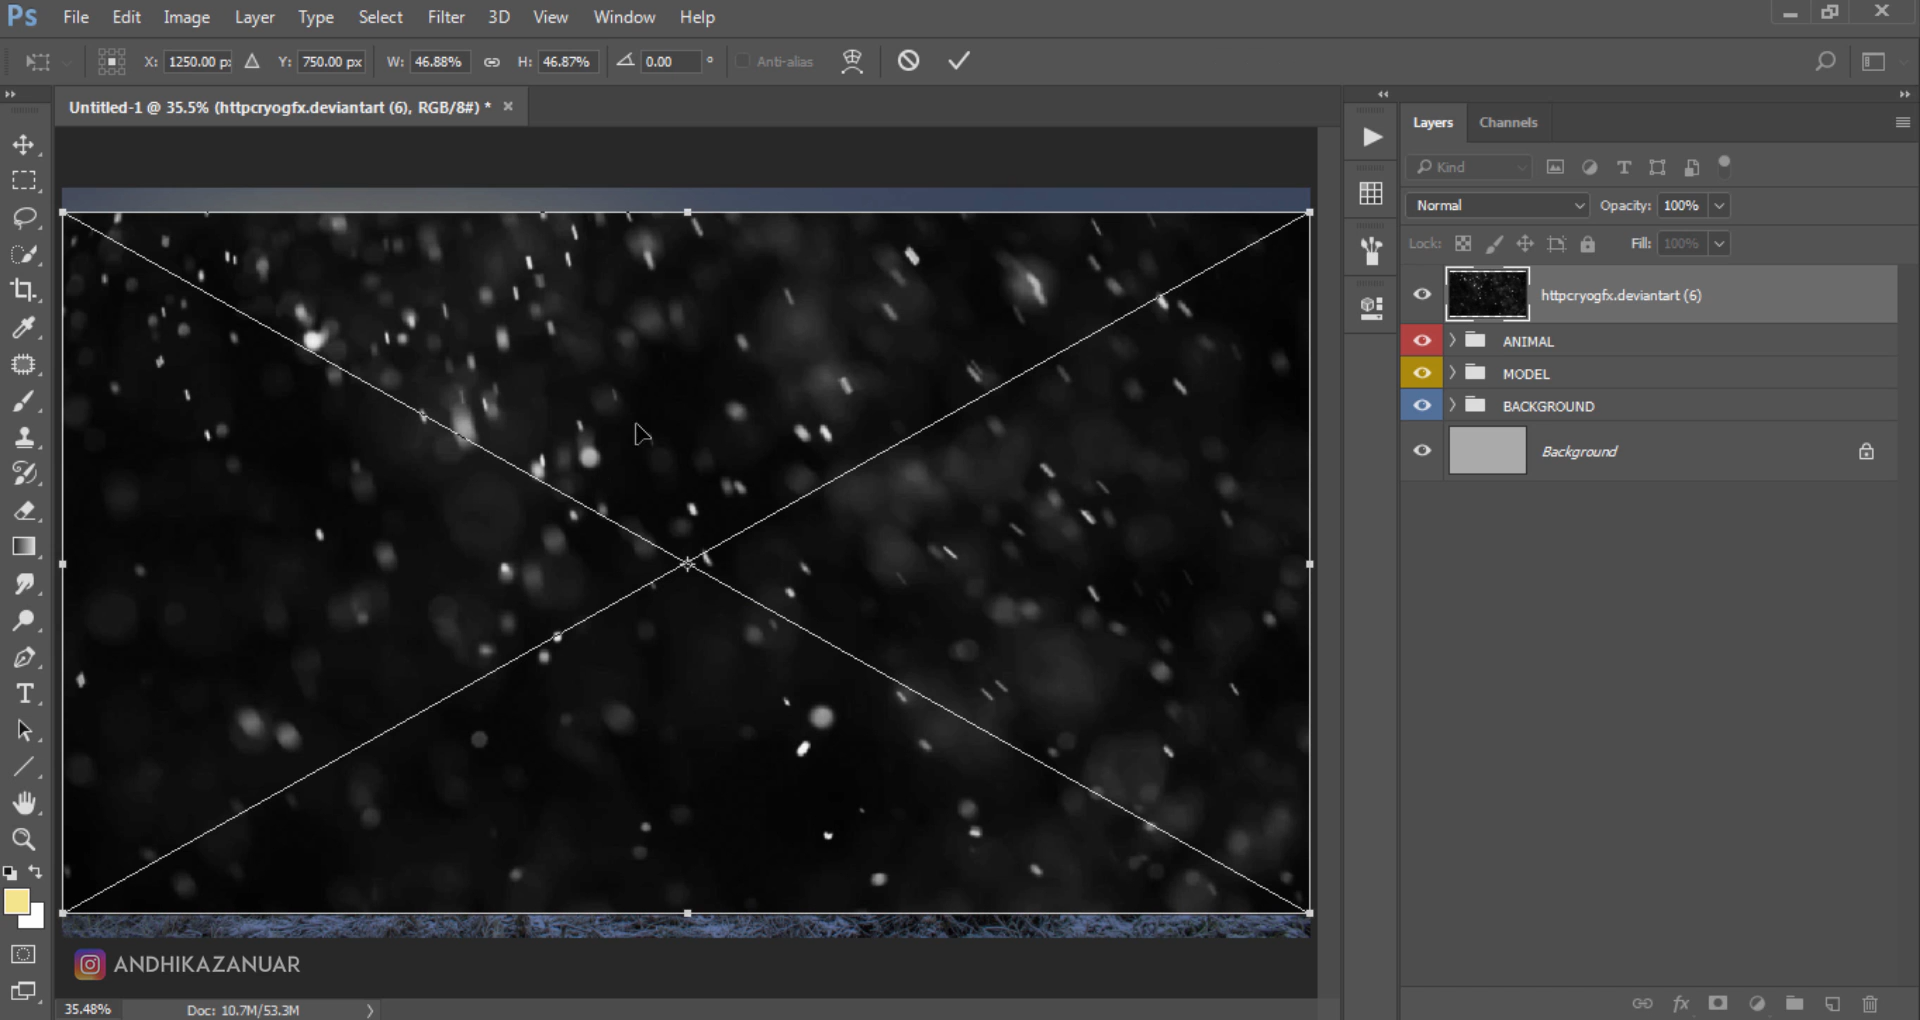 Ps File Edit Image Layer Type Select Filter 3D View Window Help
X: 1250.00 p: Y: 750.00 px W: 46.88% H: 46.87% 0.00 ° Anti-alias
Untitled-1 @ 35.5% (httpcryogfx.deviantart (6), RGB/8#) * ×
Layers Channels
Kind
Normal Opacity: 100%
Lock: Fill: 100%
httpcryogfx.deviantart (6)
ANIMAL
MODEL
BACKGROUND
Background
ANDHIKAZANUAR
35.48% Doc: 10.7M/53.3M
fx